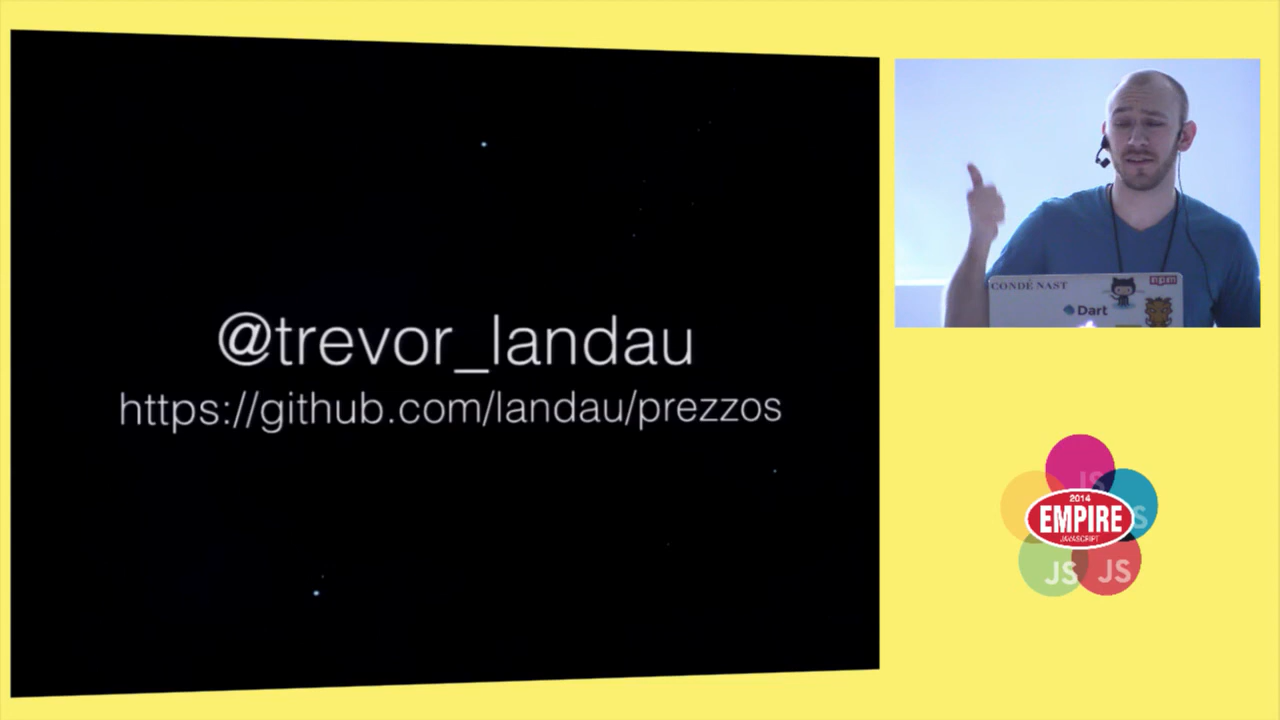 @trevor_landau
https://github.com/landau/prezzos
CONDÉ NAST
Dart
JS
JS
2014
EMPIRE
JAVASCRIPT
JS
JS